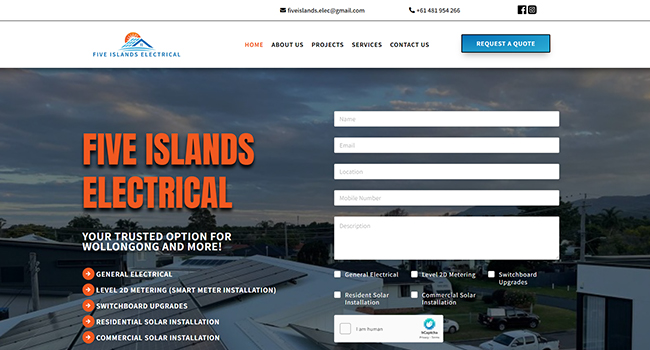 fiveislands.elec@gmail.com
+61 481 954 266
FIVE ISLANDS ELECTRICAL
HOME
ABOUT US
PROJECTS
SERVICES
CONTACT US
REQUEST A QUOTE
FIVE ISLANDS
ELECTRICAL
YOUR TRUSTED OPTION FOR
WOLLONGONG AND MORE!
GENERAL ELECTRICAL
LEVEL 2D METERING (SMART METER INSTALLATION)
SWITCHBOARD UPGRADES
RESIDENTIAL SOLAR INSTALLATION
COMMERCIAL SOLAR INSTALLATION
Name
Email
Location
Mobile Number
Description
General Electrical
Level 2D Metering
Switchboard
Upgrades
Resident Solar
Installation
Commercial Solar
Installation
I am human
hCaptcha
Privacy - Terms